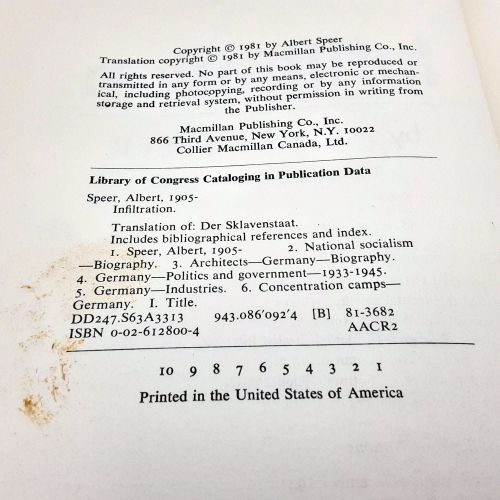 Copyright © 1981 by Albert Speer
Translation copyright © 1981 by Macmillan Publishing Co., Inc.
All rights reserved. No part of this book may be reproduced or
transmitted in any form or by any means, electronic or mechan-
ical, including photocopying, recording or by any information
storage and retrieval system, without permission in writing from
the Publisher.
Macmillan Publishing Co., Inc.
866 Third Avenue, New York, N.Y. 10022
Collier Macmillan Canada, Ltd.
Library of Congress Cataloging in Publication Data
Speer, Albert, 1905-
Infiltration.
Translation of: Der Sklavenstaat.
Includes bibliographical references and index.
1. Speer, Albert, 1905- 2. National socialism
—Biography. 3. Architects—Germany—Biography.
4. Germany—Politics and government—1933-1945.
5. Germany—Industries. 6. Concentration camps—
Germany. I. Title.
DD247.S63A3313 943.086'092'4 [B] 81-3682
ISBN 0-02-612800-4 AACR2
10 9 8 7 6 5 4 3 2 1
Printed in the United States of America